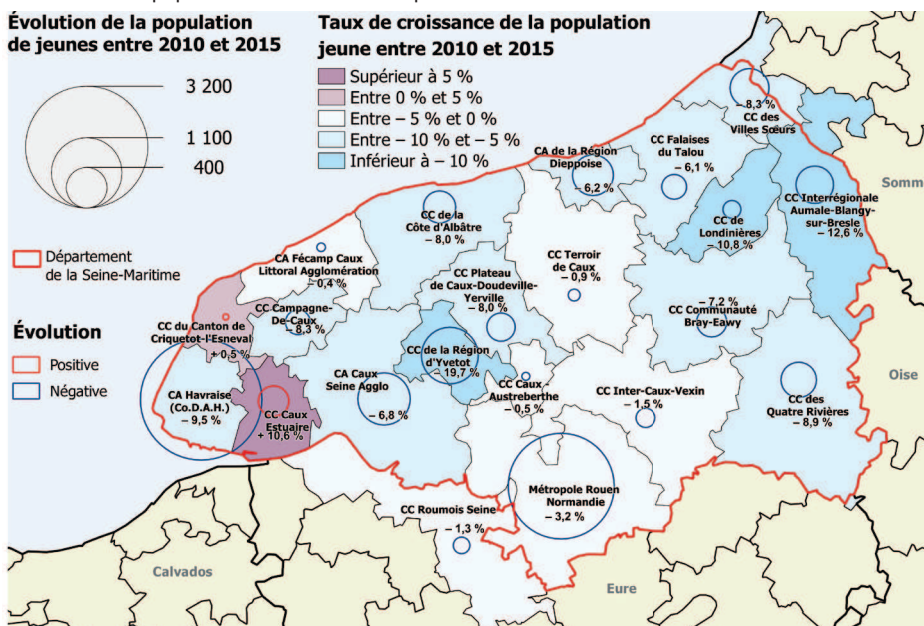 Évolution de la population
de jeunes entre 2010 et 2015
3 200
1 100
400
Département
de la Seine-Maritime
Évolution
Positive
Négative
Taux de croissance de la population
jeune entre 2010 et 2015
Supérieur à 5 %
Entre 0 % et 5 %
Entre – 5 % et 0 %
Entre – 10 % et – 5 %
Inférieur à – 10 %
– 8,3 %
CC des
Villes Sœurs
CC Falaises
du Talou
– 6,1 %
CA de la Région
Dieppoise
– 6,2 %
Somm
CC Interrégionale
Aumale-Blangy-
sur-Bresle
– 12,6 %
CC de
Londinières
– 10,8 %
CC de la
Côte d'Albâtre
– 8,0 %
CA Fécamp Caux
Littoral Agglomération
– 0,4 %
CC Terroir
de Caux
– 0,9 %
CC Plateau
de Caux-Doudeville-
Yerville
– 8,0 %
– 7,2 %
CC Communauté
Bray-Eawy
CC Campagne-
De-Caux
– 8,3 %
CC du Canton de
Criquetot-l'Esneval
+ 0,5 %
CC de la Région
d'Yvetot
– 19,7 %
CA Caux
Seine Agglo
– 6,8 %
CC Caux -
Austreberthe
– 0,5 %
CC Inter-Caux-Vexin
– 1,5 %
CC des
Quatre Rivières
– 8,9 %
Oise
CA Havraise
(Co.D.A.H.)
– 9,5 %
CC Caux
Estuaire
+ 10,6 %
Métropole Rouen
Normandie
– 3,2 %
CC Roumois Seine
– 1,3 %
Calvados
Eure